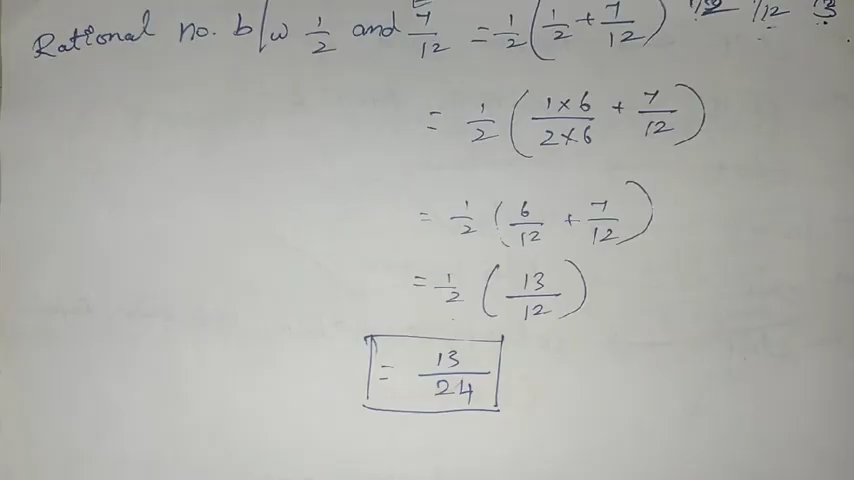 Rational no. b/w 1/2 and 7/12 = 1/2 (1/2 + 7/12)
= 1/2 (1×6/2×6 + 7/12)
= 1/2 (6/12 + 7/12)
= 1/2 (13/12)
= 13/24